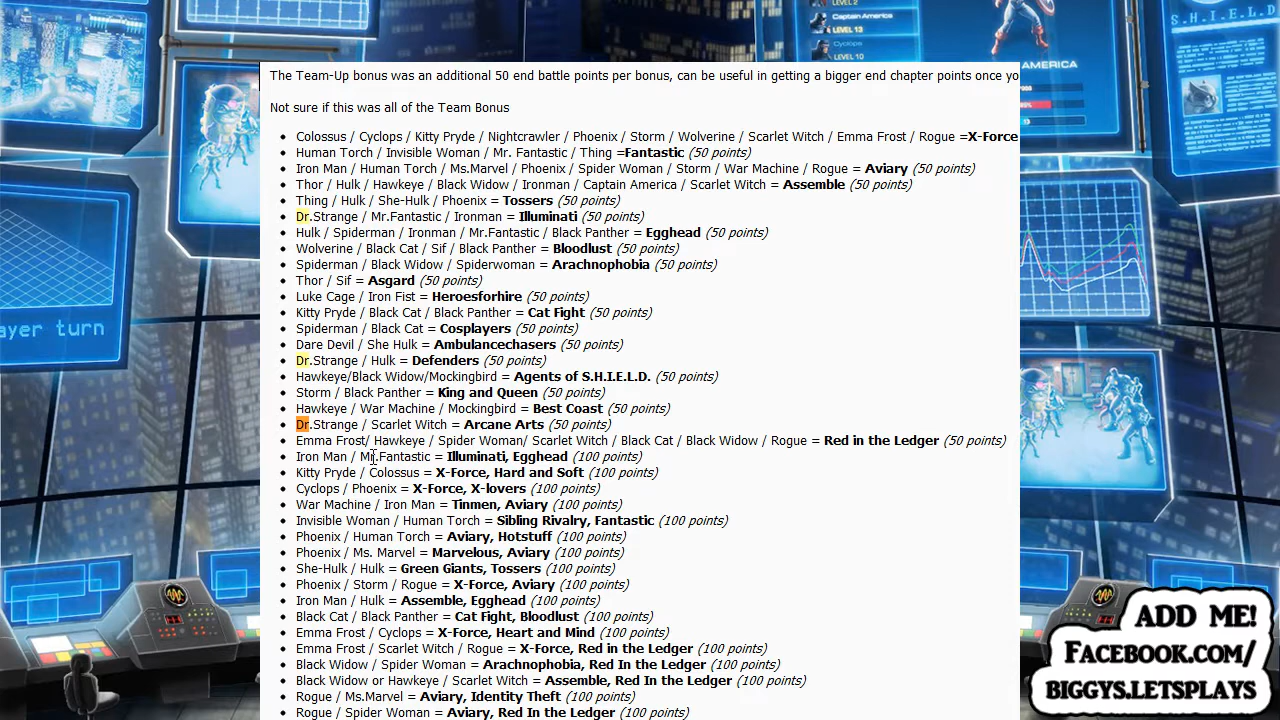 LEVEL 2
Captain America
LEVEL 13
Cyclops
LEVEL 10
AMERICA
S.H.I.E.L.D
The Team-Up Bonus was an additional 50 end battle points per bonus, can be useful in getting a bigger end chapter points once yo
Not sure if this was all of the Team Bonus
Colossus / Cyclops / Kitty Pryde / / Phoenix / Storm / Wolverine / Scarlet Witch / Emma Frost / Rogue =X-Force
Human Torch / Invisible Woman / Mr. Fantastic / Thing =Fantastic (50 points)
Iron Man / Human Torch / Ms.Marvel / Phoenix / Spider Woman / Storm / War Machine / Rogue = Aviary (50 points)
Thor / Hulk / Hawkeye / Black Widow / Ironman / Captain America / Scarlet Witch = Assemble (50 points)
Thing / Hulk / She-Hulk / Phoenix = Tossers (50 points)
Dr.Strange / Mr.Fantastic / Ironman = Illuminati (50 points)
Hulk / Spiderman / Ironman / Mr.Fantastic / Black Panther = Egghead (50 points)
Wolverine / Black Cat / Sif / Black Panther = Bloodlust (50 points)
Spiderman / Black Widow / Spiderwoman = Arachnophobia (50 points)
Thor / Sif = Asgard (50 points)
Luke Cage / Iron Fist = Heroesforhire (50 points)
Kitty Pryde / Black Cat / Black Panther = Cat Fight (50 points)
Spiderman / Black Cat = Cosplayers (50 points)
Dare Devil / She Hulk = Ambulancechasers (50 points)
Dr.Strange / Hulk = Defenders (50 points)
ayer turn
Hawkeye/Black Widow/Mockingbird = Agents of S.H.I.E.L.D. (50 points)
Storm / Black Panther = King and Queen (50 points)
Hawkeye / War Machine / Mockingbird = Best Coast (50 points)
Dr.Strange / Scarlet Witch = Arcane Arts (50 points)
Emma Frost/ Hawkeye / Spider Woman/ Scarlet Witch / Black Cat / Black Widow / Rogue = Red in the Ledger (50 points)
Iron Man / Mr.Fantastic = Illuminati, Egghead (100 points)
Kitty Pryde / Colossus = X-Force, Hard and Soft (100 points)
Cyclops / Phoenix = X-Force, X-lovers (100 points)
War Machine / Iron Man = Tinmen, Aviary (100 points)
Invisible Woman / Human Torch = Sibling Rivalry, Fantastic (100 points)
Phoenix / Human Torch = Aviary, Hotstuff (100 points)
Phoenix / Ms. Marvel = Marvelous, Aviary (100 points)
She-Hulk / Hulk = Green Giants, Tossers (100 points)
Phoenix / Storm / Rogue = X-Force, Aviary (100 points)
Iron Man / Hulk = Assemble, Egghead (100 points)
Black Cat / Black Panther = Cat Fight, Bloodlust (100 points)
Emma Frost / Cyclops = X-Force, Heart and Mind (100 points)
Emma Frost / Scarlet Witch / Rogue = X-Force, Red in the Ledger (100 points)
Black Widow / Spider Woman = Arachnophobia, Red In the Ledger (100 points)
Black Widow or Hawkeye / Scarlet Witch = Assemble, Red In the Ledger (100 points)
Rogue / Ms.Marvel = Aviary, Identity Theft (100 points)
Rogue / Spider Woman = Aviary, Red In the Ledger (100 points)
ADD ME!
FACEBOOK.COM/
BIGGYS.LETSPLAYS